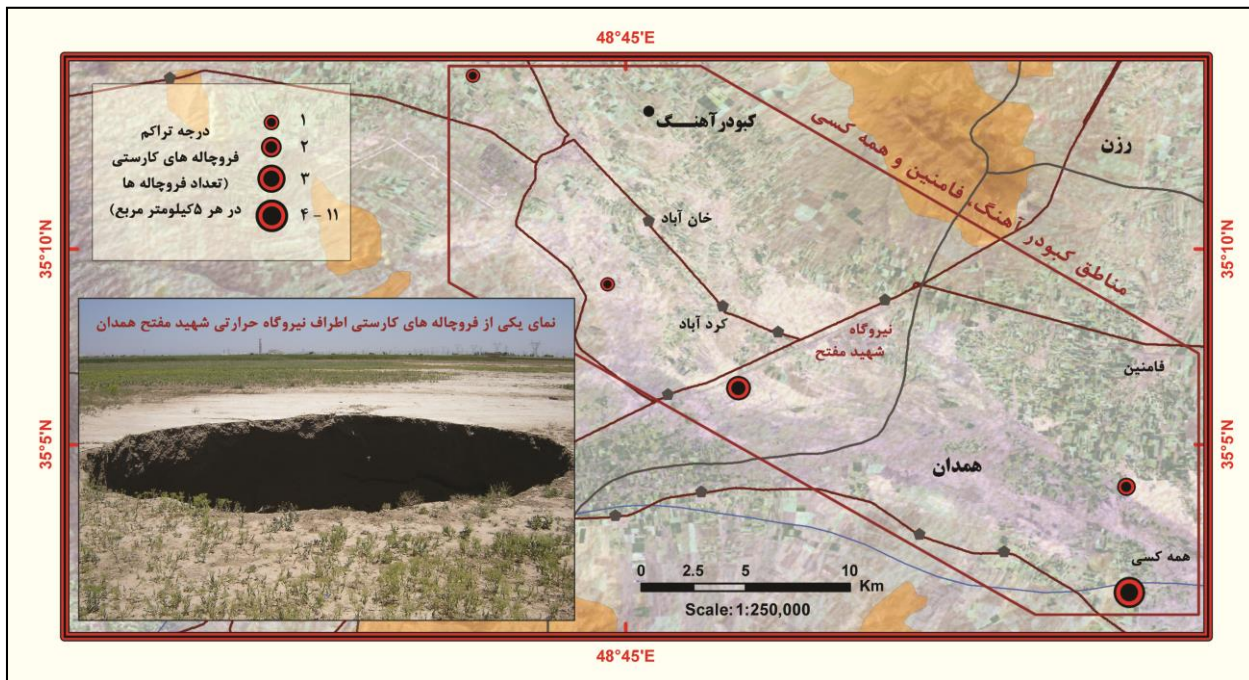 48°45'E
۱
۲
۳
۴ - ۱۱
درجه تراکم
فروچاله های کارستی
(تعداد فروچاله ها
در هر ۵کیلومتر مربع)
کبودرآهنـــگ
رزن
مناطق کبودر آهنگ، فامنین و همه کسی
خان آباد
35°10'N
35°10'N
کرد آباد
نیروگاه
شهید مفتح
فامنین
نمای یکی از فروچاله های کارستی اطراف نیروگاه حرارتی شهید مفتح همدان
35°5'N
35°5'N
همدان
همه کسی
0 2.5 5 10
Km
Scale: 1:250,000
48°45'E